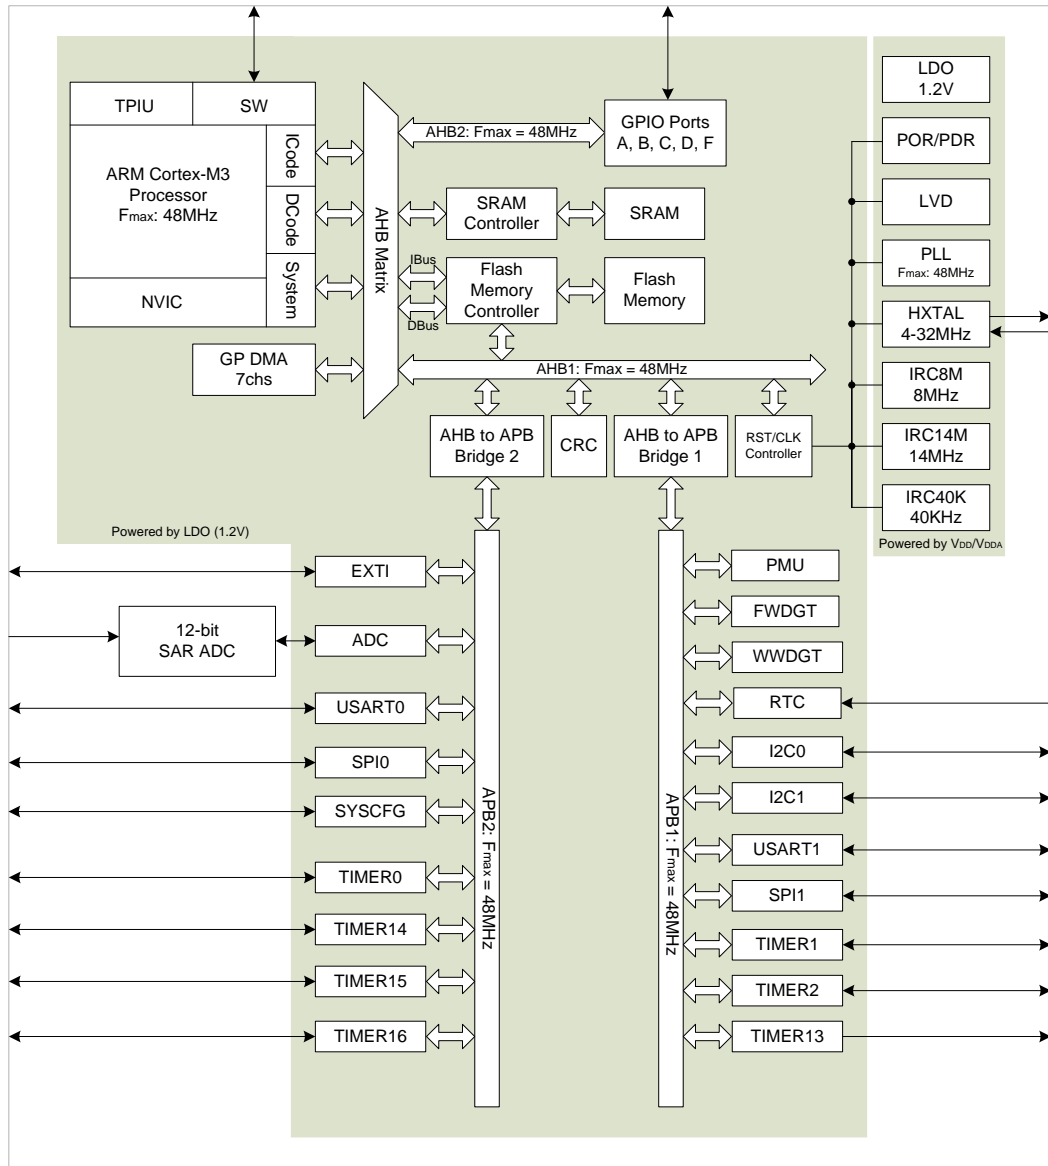 TPIU
SW
ARM Cortex-M3
Processor
Fmax: 48MHz
ICode
DCode
System
NVIC
GP DMA
7chs
AHB Matrix
AHB2: Fmax = 48MHz
GPIO Ports
A, B, C, D, F
SRAM
Controller
SRAM
IBus
DBus
Flash
Memory
Controller
Flash
Memory
AHB1: Fmax = 48MHz
AHB to APB
Bridge 2
CRC
AHB to APB
Bridge 1
RST/CLK
Controller
LDO
1.2V
POR/PDR
LVD
PLL
Fmax: 48MHz
HXTAL
4-32MHz
IRC8M
8MHz
IRC14M
14MHz
IRC40K
40KHz
Powered by VDD/VDDA
Powered by LDO (1.2V)
EXTI
12-bit
SAR ADC
ADC
USART0
SPI0
SYSCFG
TIMER0
TIMER14
TIMER15
TIMER16
APB2: Fmax = 48MHz
APB1: Fmax = 48MHz
PMU
FWDGT
WWDGT
RTC
I2C0
I2C1
USART1
SPI1
TIMER1
TIMER2
TIMER13